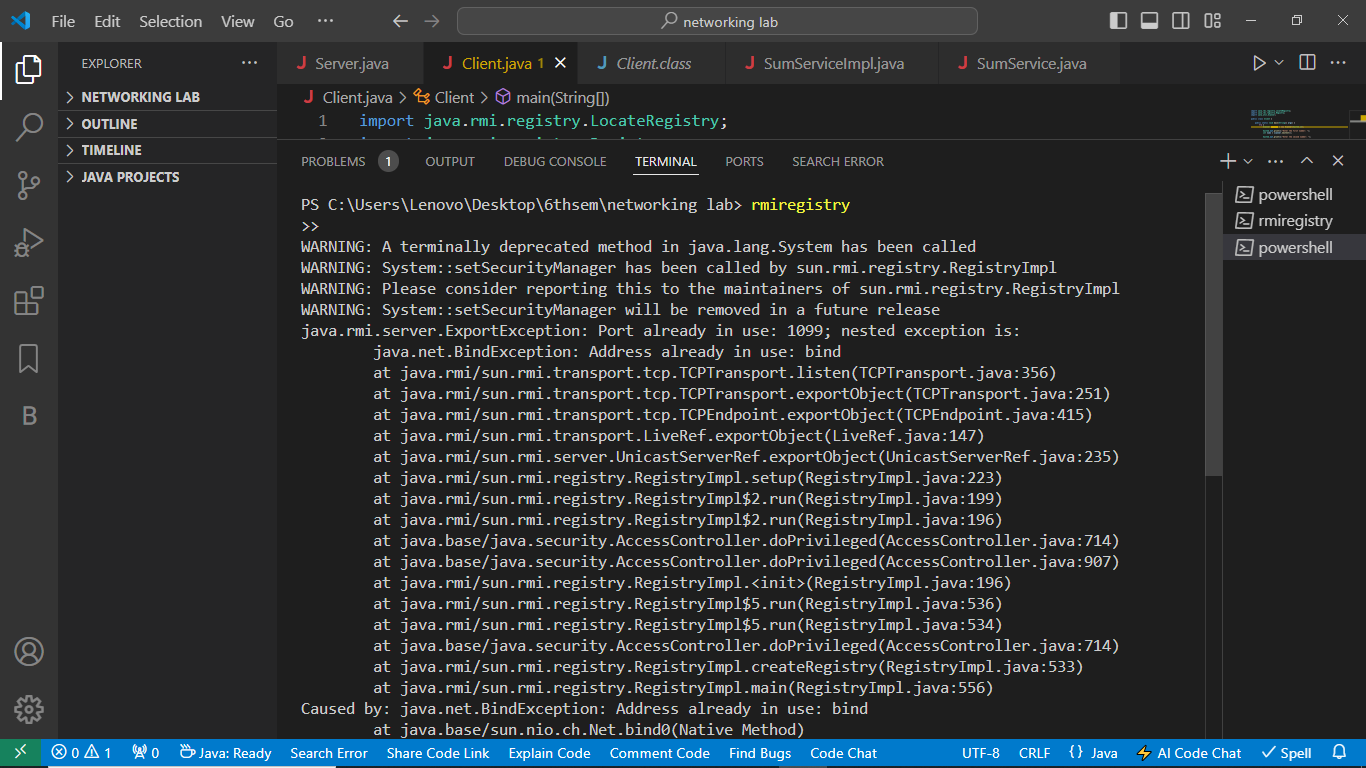 File Edit Selection View Go ···
networking lab
EXPLORER ···
NETWORKING LAB
OUTLINE
TIMELINE
JAVA PROJECTS
J Server.java
J Client.java 1
J Client.class
J SumServiceImpl.java
J SumService.java
J Client.java > Client > main(String[])
1 import java.rmi.registry.LocateRegistry;
PROBLEMS 1 OUTPUT DEBUG CONSOLE TERMINAL PORTS SEARCH ERROR
powershell
rmiregistry
powershell
PS C:\Users\Lenovo\Desktop\6thsem\networking lab> rmiregistry
>>
WARNING: A terminally deprecated method in java.lang.System has been called
WARNING: System::setSecurityManager has been called by sun.rmi.registry.RegistryImpl
WARNING: Please consider reporting this to the maintainers of sun.rmi.registry.RegistryImpl
WARNING: System::setSecurityManager will be removed in a future release
java.rmi.server.ExportException: Port already in use: 1099; nested exception is:
java.net.BindException: Address already in use: bind
at java.rmi/sun.rmi.transport.tcp.TCPTransport.listen(TCPTransport.java:356)
at java.rmi/sun.rmi.transport.tcp.TCPTransport.exportObject(TCPTransport.java:251)
at java.rmi/sun.rmi.transport.tcp.TCPEndpoint.exportObject(TCPEndpoint.java:415)
at java.rmi/sun.rmi.transport.LiveRef.exportObject(LiveRef.java:147)
at java.rmi/sun.rmi.server.UnicastServerRef.exportObject(UnicastServerRef.java:235)
at java.rmi/sun.rmi.registry.RegistryImpl.setup(RegistryImpl.java:223)
at java.rmi/sun.rmi.registry.RegistryImpl$2.run(RegistryImpl.java:199)
at java.rmi/sun.rmi.registry.RegistryImpl$2.run(RegistryImpl.java:196)
at java.base/java.security.AccessController.doPrivileged(AccessController.java:714)
at java.base/java.security.AccessController.doPrivileged(AccessController.java:907)
at java.rmi/sun.rmi.registry.RegistryImpl.<init>(RegistryImpl.java:196)
at java.rmi/sun.rmi.registry.RegistryImpl$5.run(RegistryImpl.java:536)
at java.rmi/sun.rmi.registry.RegistryImpl$5.run(RegistryImpl.java:534)
at java.base/java.security.AccessController.doPrivileged(AccessController.java:714)
at java.rmi/sun.rmi.registry.RegistryImpl.createRegistry(RegistryImpl.java:533)
at java.rmi/sun.rmi.registry.RegistryImpl.main(RegistryImpl.java:556)
Caused by: java.net.BindException: Address already in use: bind
at java.base/sun.nio.ch.Net.bind0(Native Method)
0 1 0 Java: Ready Search Error Share Code Link Explain Code Comment Code Find Bugs Code Chat UTF-8 CRLF {} Java AI Code Chat Spell